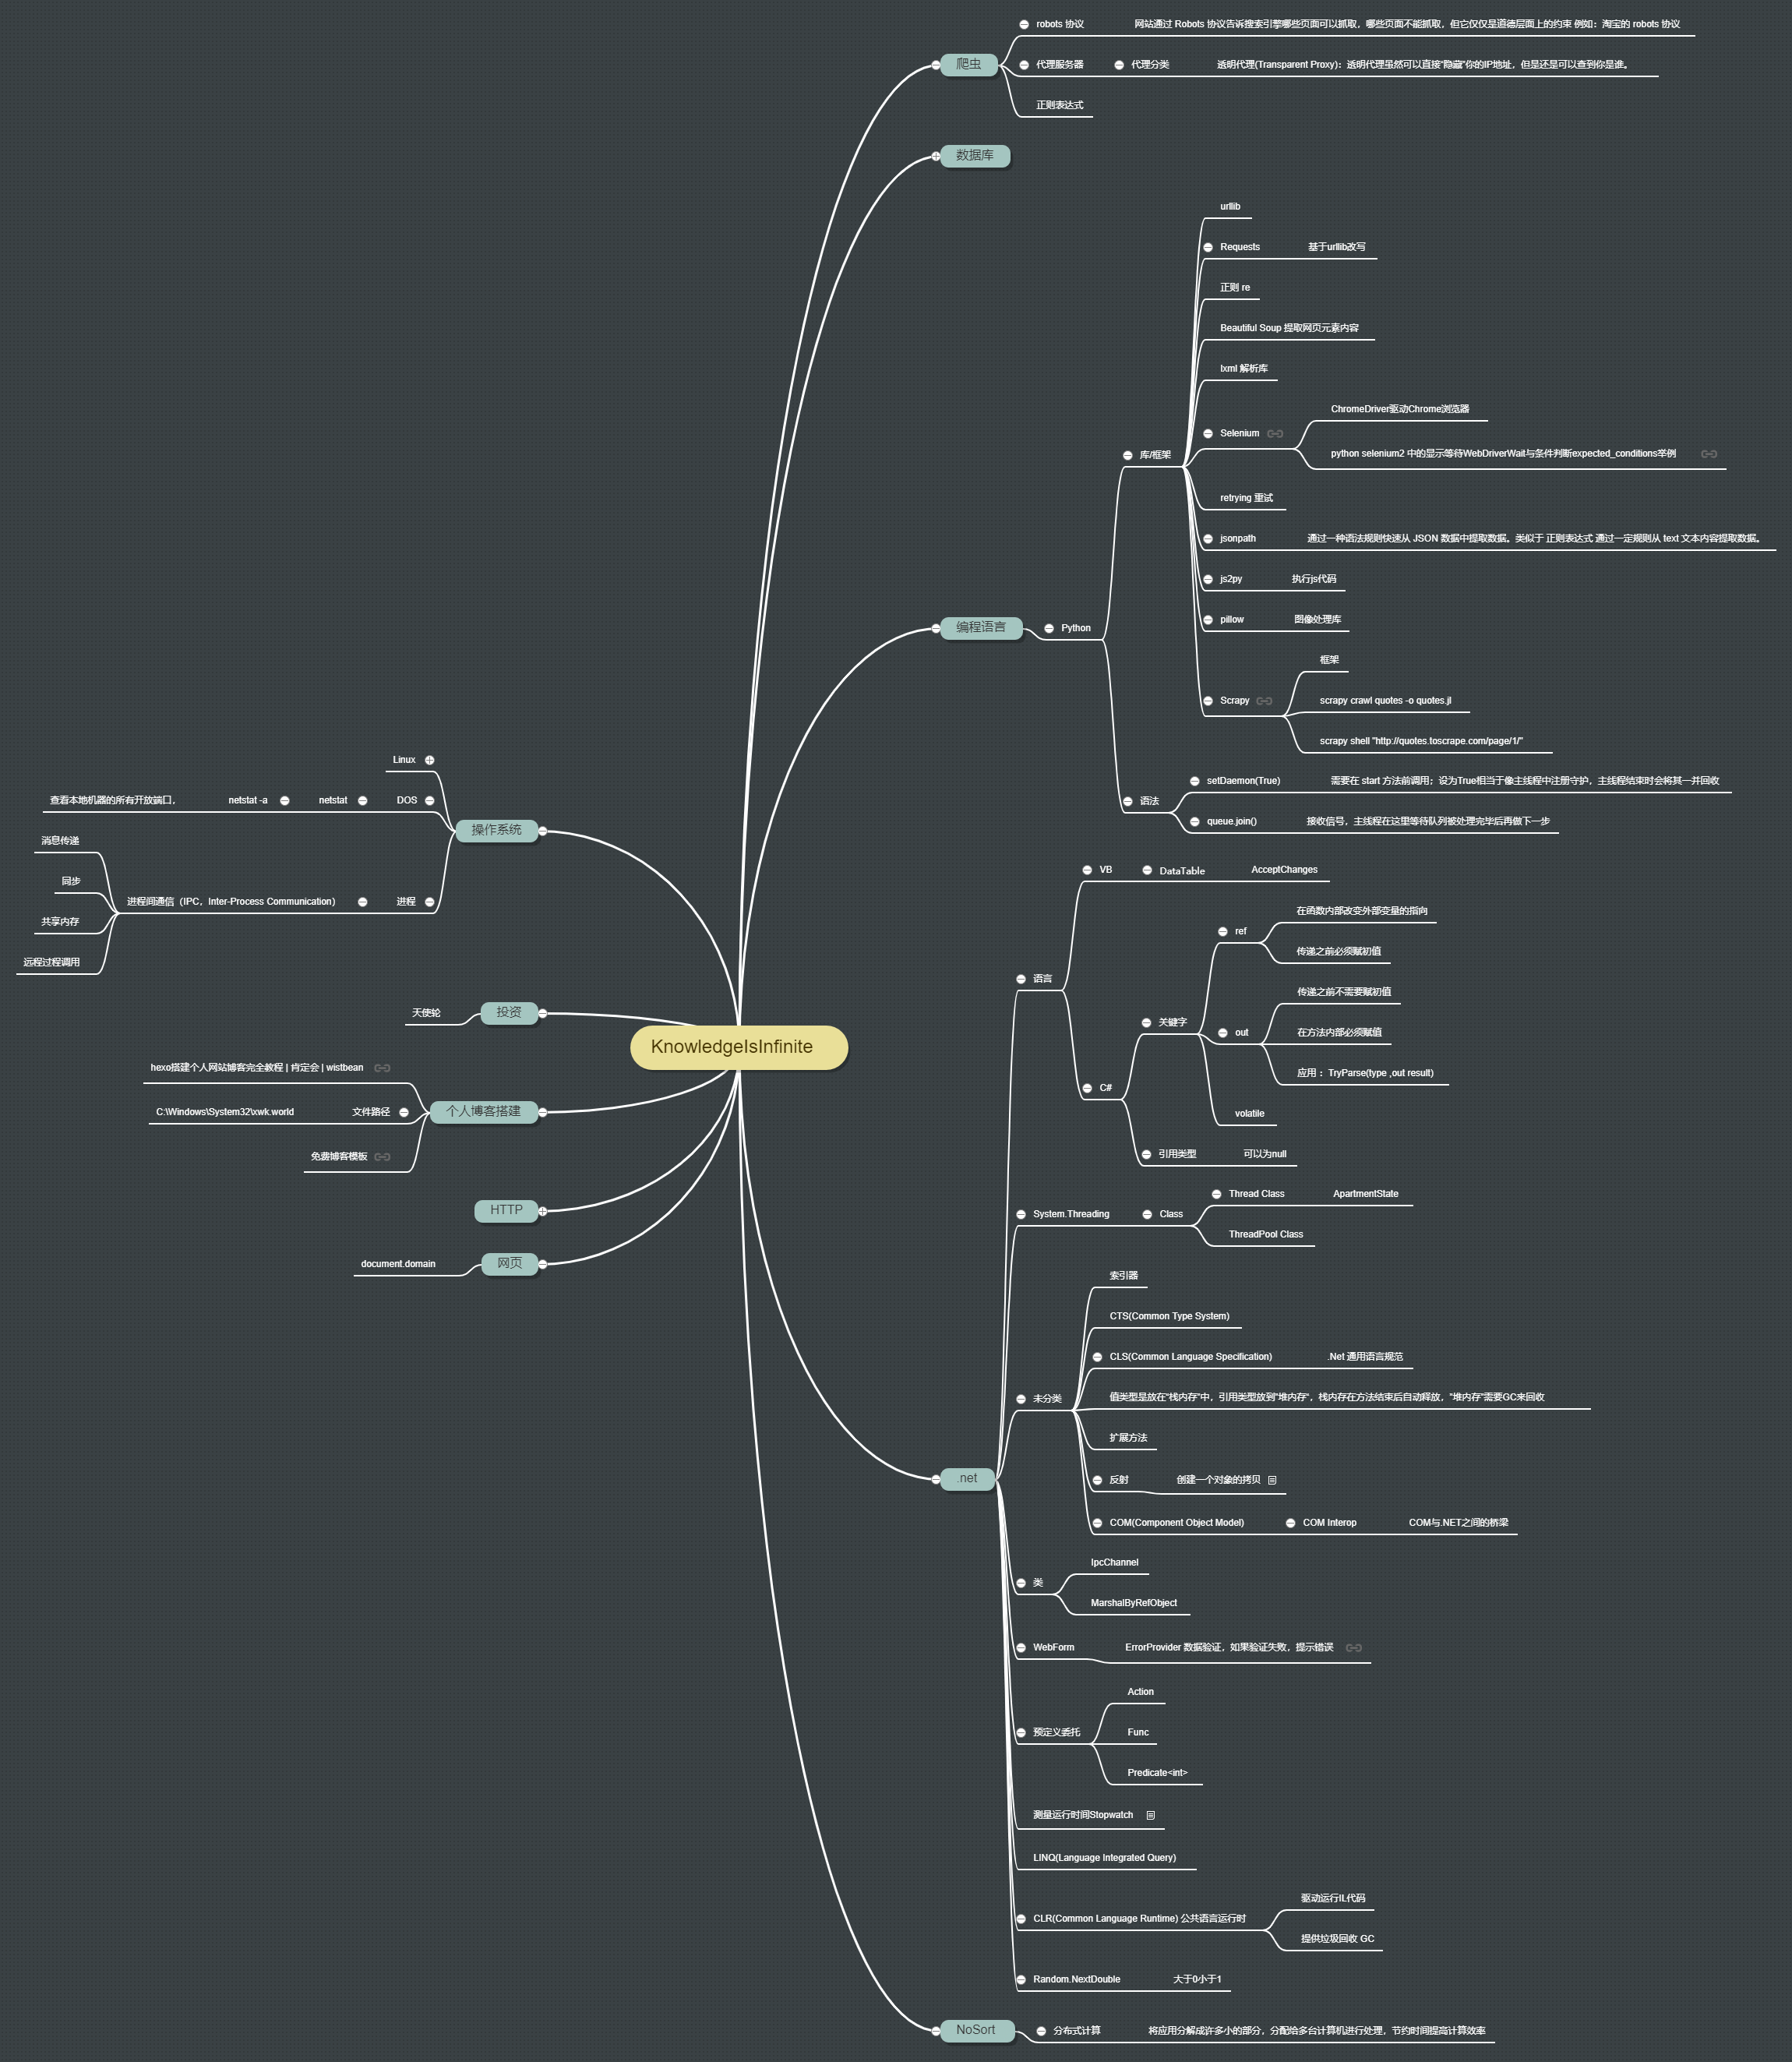 KnowledgeIsInfinite
爬虫
robots 协议
网站通过 Robots 协议告诉搜索引擎哪些页面可以抓取，哪些页面不能抓取，但它仅仅是道德层面上的约束 例如：淘宝的 robots 协议
代理服务器
代理分类
透明代理(Transparent Proxy)：透明代理虽然可以直接"隐藏"你的IP地址，但是还是可以查到你是谁。
正则表达式
数据库
编程语言
Python
库/框架
urllib
Requests
基于urllib改写
正则 re
Beautiful Soup 提取网页元素内容
lxml 解析库
Selenium
ChromeDriver驱动Chrome浏览器
python selenium2 中的显示等待WebDriverWait与条件判断expected_conditions举例
retrying 重试
jsonpath
通过一种语法规则快速从 JSON 数据中提取数据。类似于 正则表达式 通过一定规则从 text 文本内容提取数据。
js2py
执行js代码
pillow
图像处理库
Scrapy
框架
scrapy crawl quotes -o quotes.jl
scrapy shell "http://quotes.toscrape.com/page/1/"
语法
setDaemon(True)
需要在 start 方法前调用；设为True相当于像主线程中注册守护，主线程结束时会将其一并回收
queue.join()
接收信号，主线程在这里等待队列被处理完毕后再做下一步
.net
语言
VB
DataTable
AcceptChanges
C#
关键字
ref
在函数内部改变外部变量的指向
传递之前必须赋初值
out
传递之前不需要赋初值
在方法内部必须赋值
应用 ：TryParse(type ,out result)
volatile
引用类型
可以为null
System.Threading
Class
Thread Class
ApartmentState
ThreadPool Class
未分类
索引器
CTS(Common Type System)
CLS(Common Language Specification)
.Net 通用语言规范
值类型是放在"栈内存"中，引用类型放到"堆内存"，栈内存在方法结束后自动释放，"堆内存"需要GC来回收
扩展方法
反射
创建一个对象的拷贝
COM(Component Object Model)
COM Interop
COM与.NET之间的桥梁
类
IpcChannel
MarshalByRefObject
WebForm
ErrorProvider 数据验证，如果验证失败，提示错误
预定义委托
Action
Func
Predicate<int>
测量运行时间Stopwatch
LINQ(Language Integrated Query)
CLR(Common Language Runtime) 公共语言运行时
驱动运行IL代码
提供垃圾回收 GC
Random.NextDouble
大于0小于1
NoSort
分布式计算
将应用分解成许多小的部分，分配给多台计算机进行处理，节约时间提高计算效率
操作系统
Linux
DOS
netstat
netstat -a
查看本地机器的所有开放端口，
进程
进程间通信（IPC，Inter-Process Communication）
消息传递
同步
共享内存
远程过程调用
投资
天使轮
个人博客搭建
hexo搭建个人网站博客完全教程 | 肯定会 | wistbean
文件路径
C:\Windows\System32\xwk.world
免费博客模板
HTTP
网页
document.domain